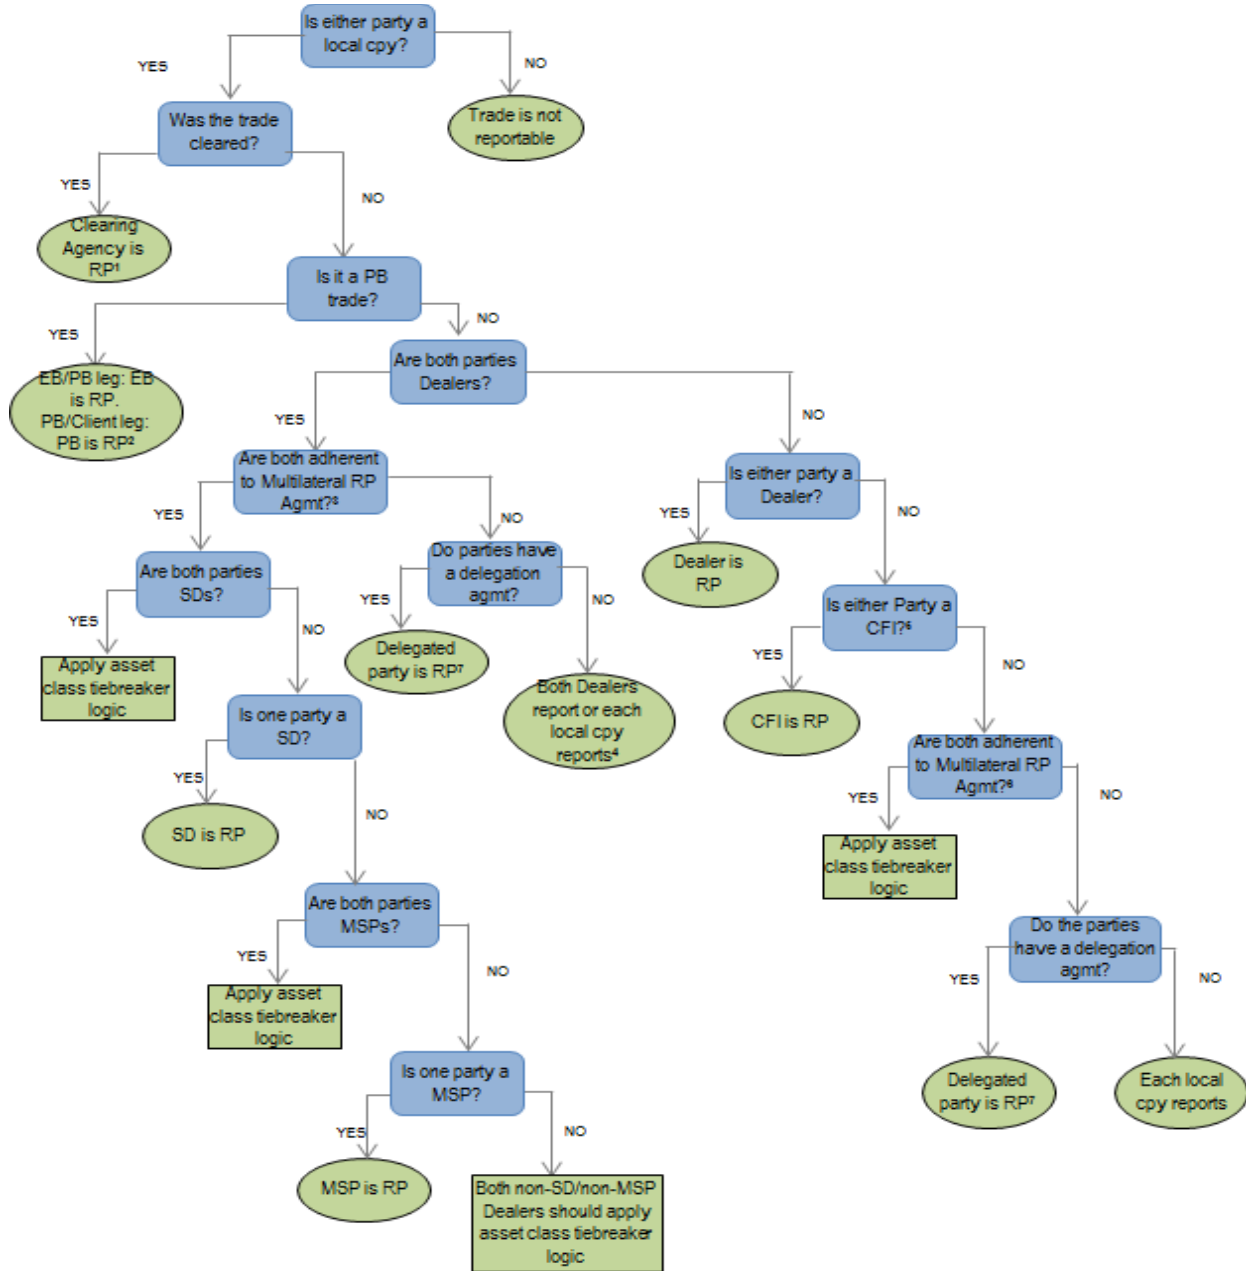 Is either party a
local cpy?
YES
NO
Was the trade
cleared?
Trade is not
reportable
YES
NO
Clearing
Agency is
RP¹
Is it a PB
trade?
YES
NO
EB/PB leg: EB
is RP.
PB/Client leg:
PB is RP²
Are both parties
Dealers?
YES
NO
Are both adherent
to Multilateral RP
Agmt?³
Is either party a
Dealer?
YES
NO
YES
NO
Are both parties
SDs?
Do parties have
a delegation
agmt?
Dealer is
RP
Is either Party a
CFI?⁵
YES
NO
YES
NO
YES
NO
Apply asset
class tiebreaker
logic
Delegated
party is RP⁷
Both Dealers
report or each
local cpy
reports⁴
CFI is RP
Is one party a
SD?
Are both adherent
to Multilateral RP
Agmt?⁶
YES
NO
YES
NO
SD is RP
Apply asset
class tiebreaker
logic
Are both parties
MSPs?
Do the parties
have a delegation
agmt?
YES
NO
YES
NO
Apply asset
class tiebreaker
logic
Is one party a
MSP?
Delegated
party is RP⁷
Each local
cpy reports
YES
NO
MSP is RP
Both non-SD/non-MSP
Dealers should apply
asset class tiebreaker
logic